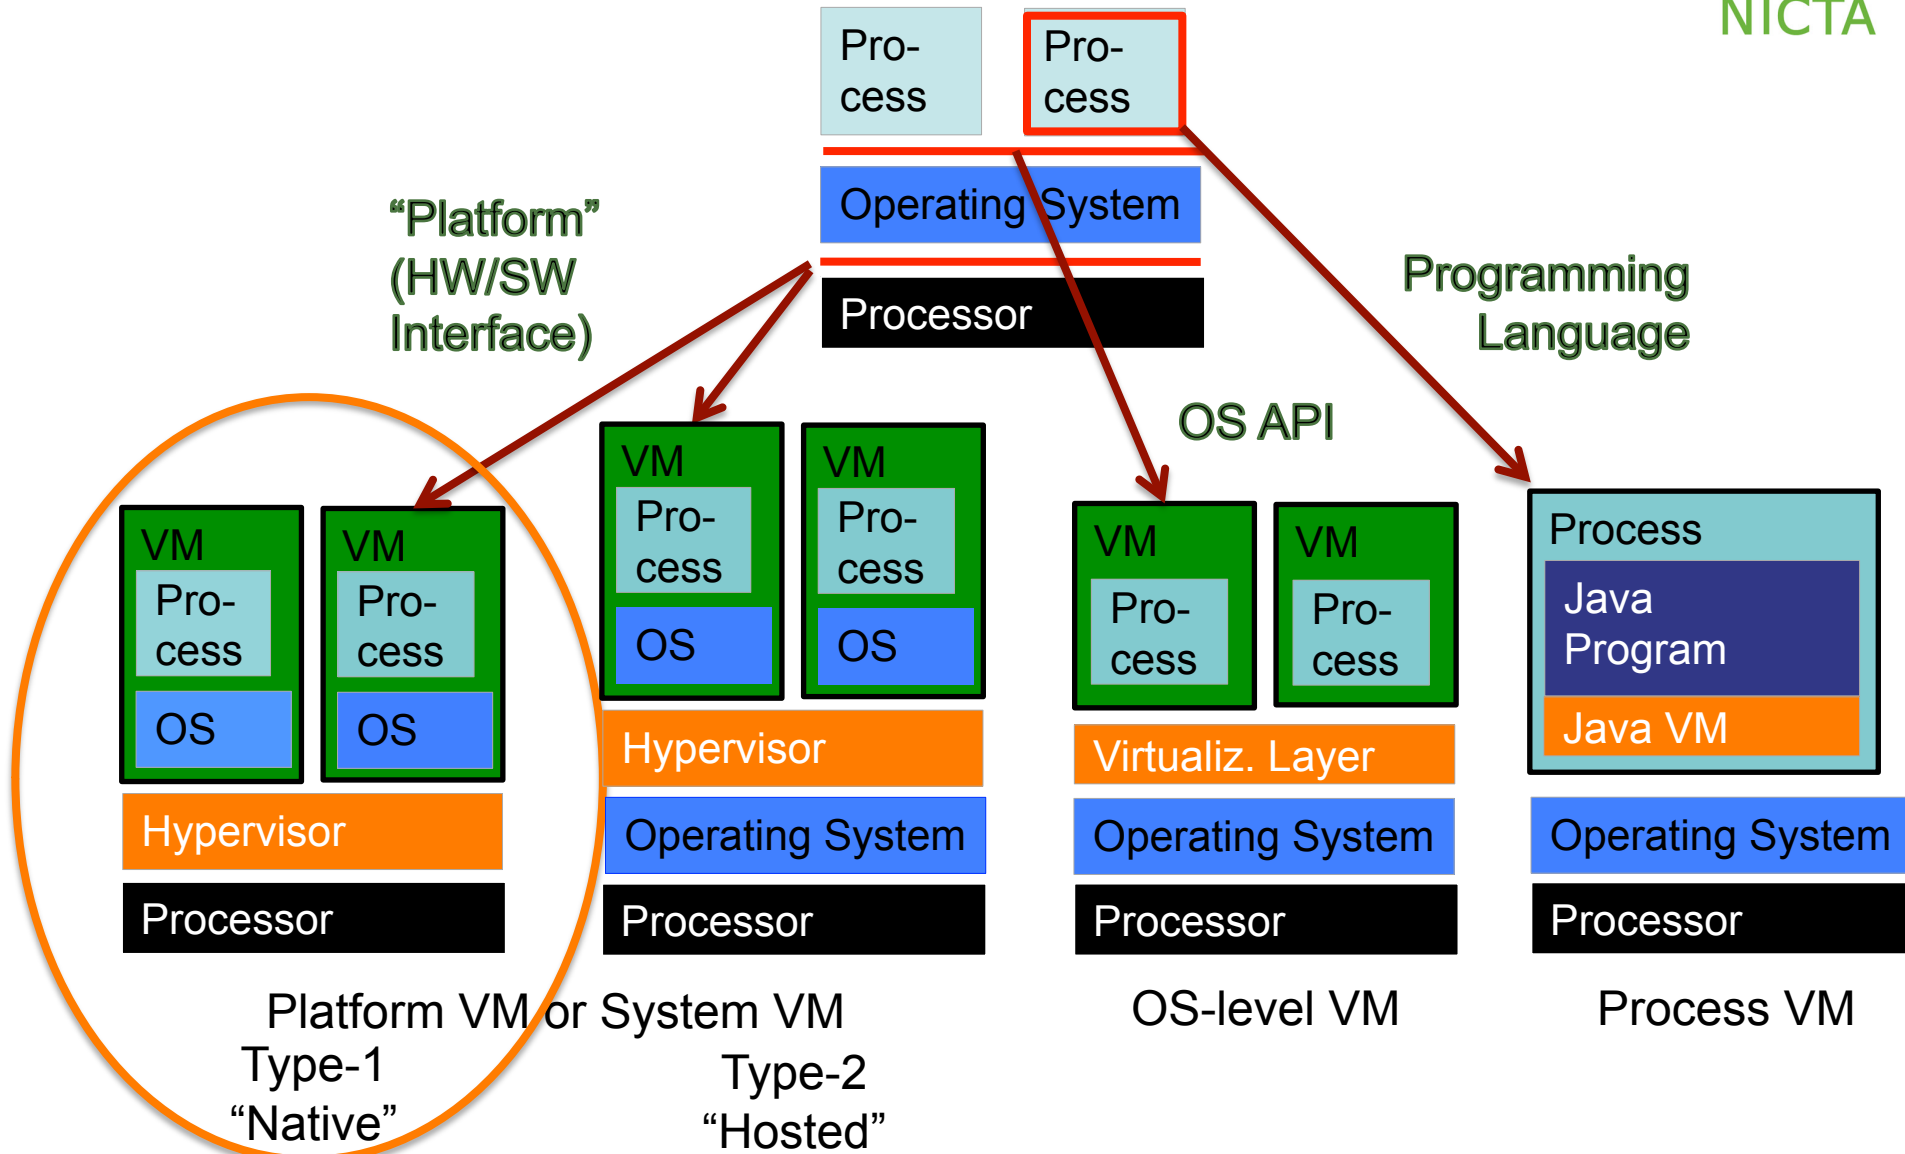 NICTA
Pro-
cess
Pro-
cess
Operating System
Processor
“Platform”
(HW/SW
Interface)
Programming
Language
OS API
VM
Pro-
cess
OS
VM
Pro-
cess
OS
Hypervisor
Processor
VM
Pro-
cess
OS
VM
Pro-
cess
OS
Hypervisor
Operating System
Processor
VM
Pro-
cess
VM
Pro-
cess
Virtualiz. Layer
Operating System
Processor
Process
Java
Program
Java VM
Operating System
Processor
Platform VM or System VM
Type-1
“Native”
Type-2
“Hosted”
OS-level VM
Process VM